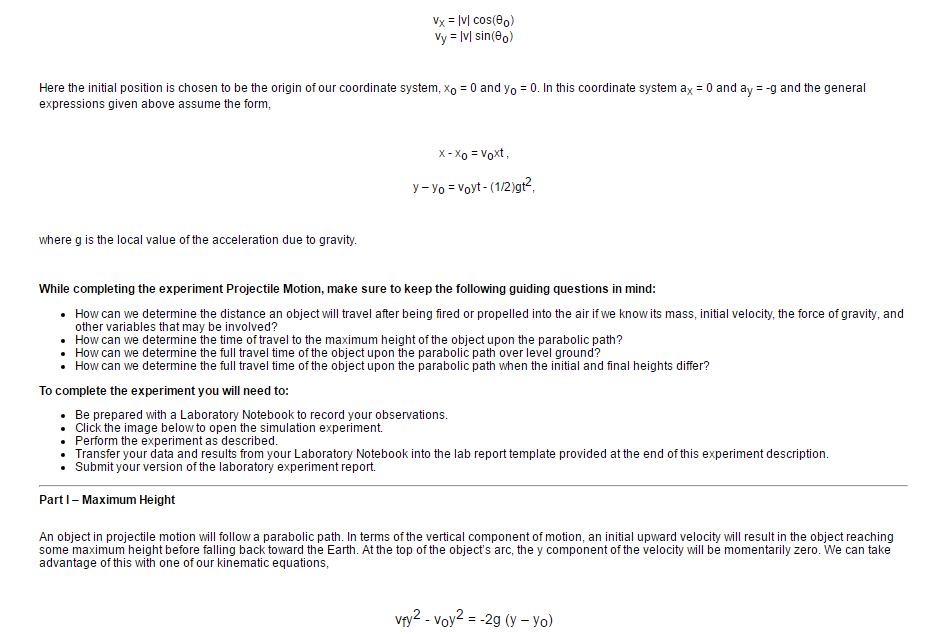 vx = |v| cos(θo)
vy = |v| sin(θo)
Here the initial position is chosen to be the origin of our coordinate system, xo = 0 and yo = 0. In this coordinate system ax = 0 and ay = -g and the general
expressions given above assume the form,
x - xo = voxt,
y – yo = voyt - (1/2)gt2,
where g is the local value of the acceleration due to gravity.
While completing the experiment Projectile Motion, make sure to keep the following guiding questions in mind:
• How can we determine the distance an object will travel after being fired or propelled into the air if we know its mass, initial velocity, the force of gravity, and
other variables that may be involved?
• How can we determine the time of travel to the maximum height of the object upon the parabolic path?
• How can we determine the full travel time of the object upon the parabolic path over level ground?
• How can we determine the full travel time of the object upon the parabolic path when the initial and final heights differ?
To complete the experiment you will need to:
• Be prepared with a Laboratory Notebook to record your observations.
• Click the image below to open the simulation experiment.
• Perform the experiment as described.
• Transfer your data and results from your Laboratory Notebook into the lab report template provided at the end of this experiment description.
• Submit your version of the laboratory experiment report.
Part I – Maximum Height
An object in projectile motion will follow a parabolic path. In terms of the vertical component of motion, an initial upward velocity will result in the object reaching
some maximum height before falling back toward the Earth. At the top of the object's arc, the y component of the velocity will be momentarily zero. We can take
advantage of this with one of our kinematic equations,
vfy2 - voy2 = -2g (y – yo)